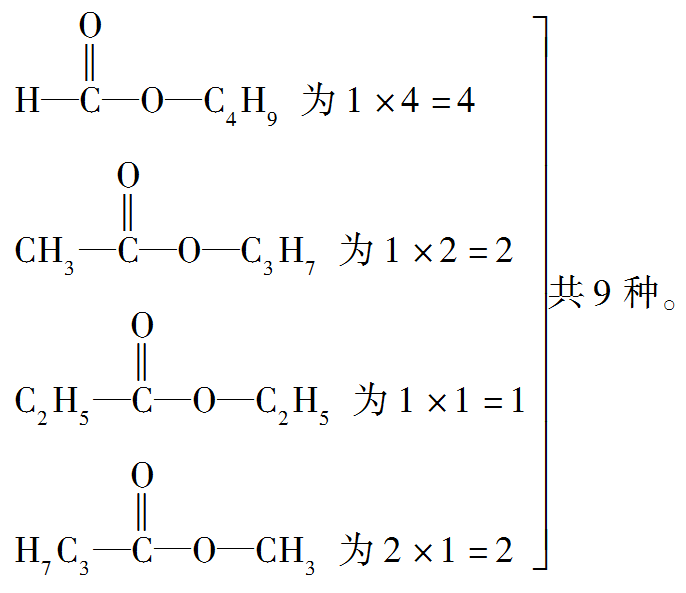 O
H—C—O—C₄H₉ 为 1 × 4 = 4
O
CH₃—C—O—C₃H₇ 为 1 × 2 = 2
共 9 种。
O
C₂H₅—C—O—C₂H₅ 为 1 × 1 = 1
O
H₇C₃—C—O—CH₃ 为 2 × 1 = 2